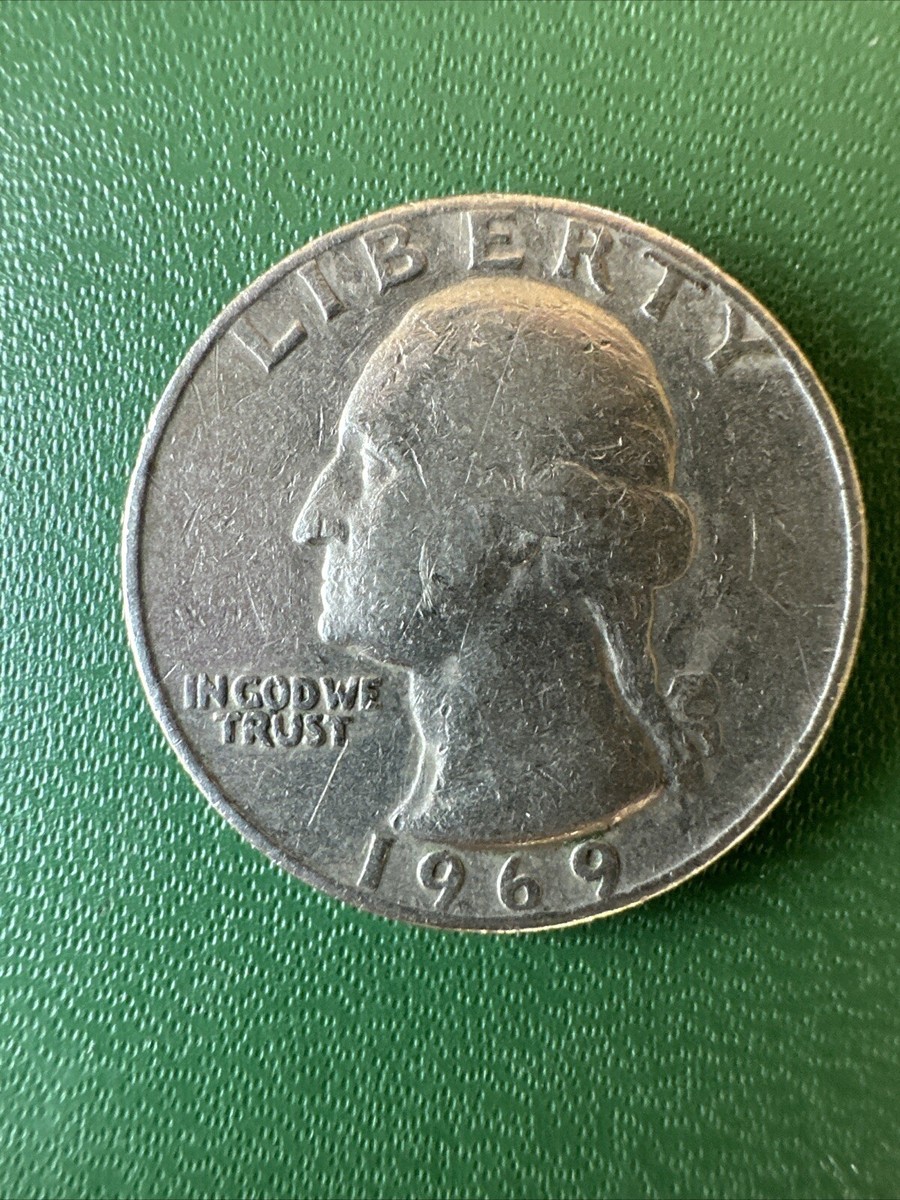 LIBERTY
IN GOD WE
TRUST
1969